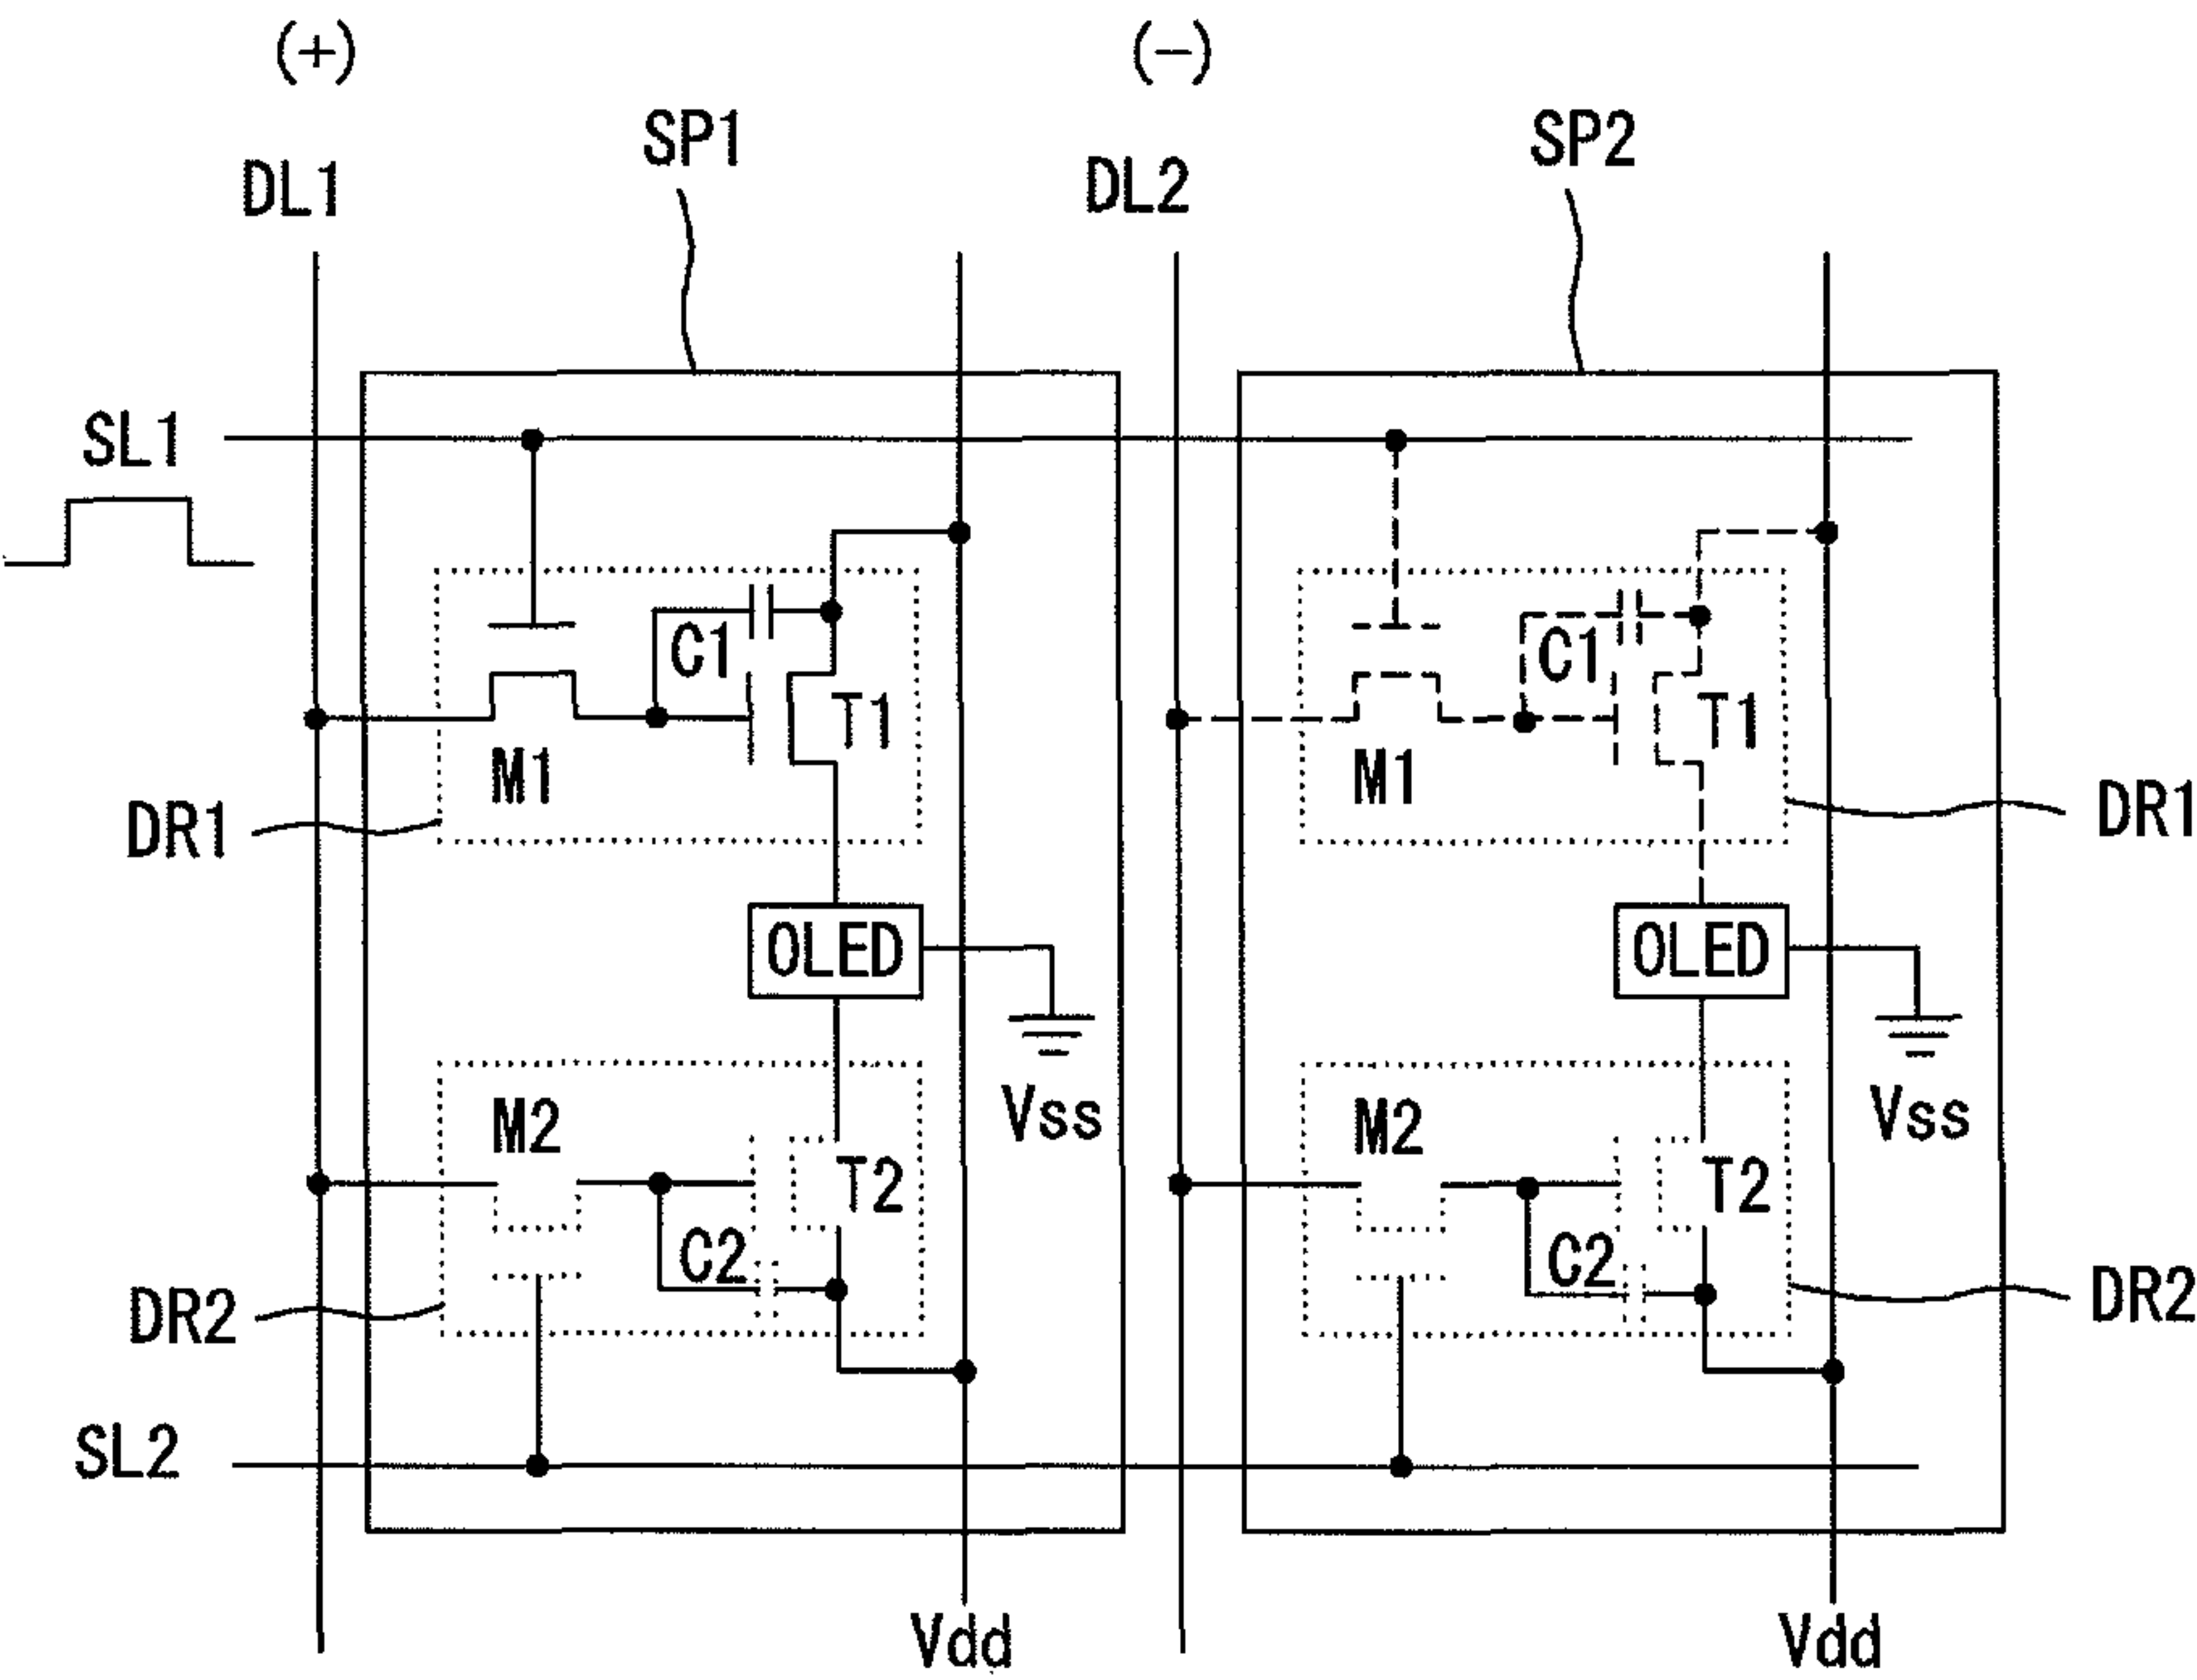 (+)
(-)
SP1
SP2
DL1
DL2
SL1
C1
C1
T1
T1
M1
M1
DR1
DR1
OLED
OLED
M2
Vss
M2
Vss
T2
T2
C2
C2
DR2
DR2
SL2
Vdd
Vdd